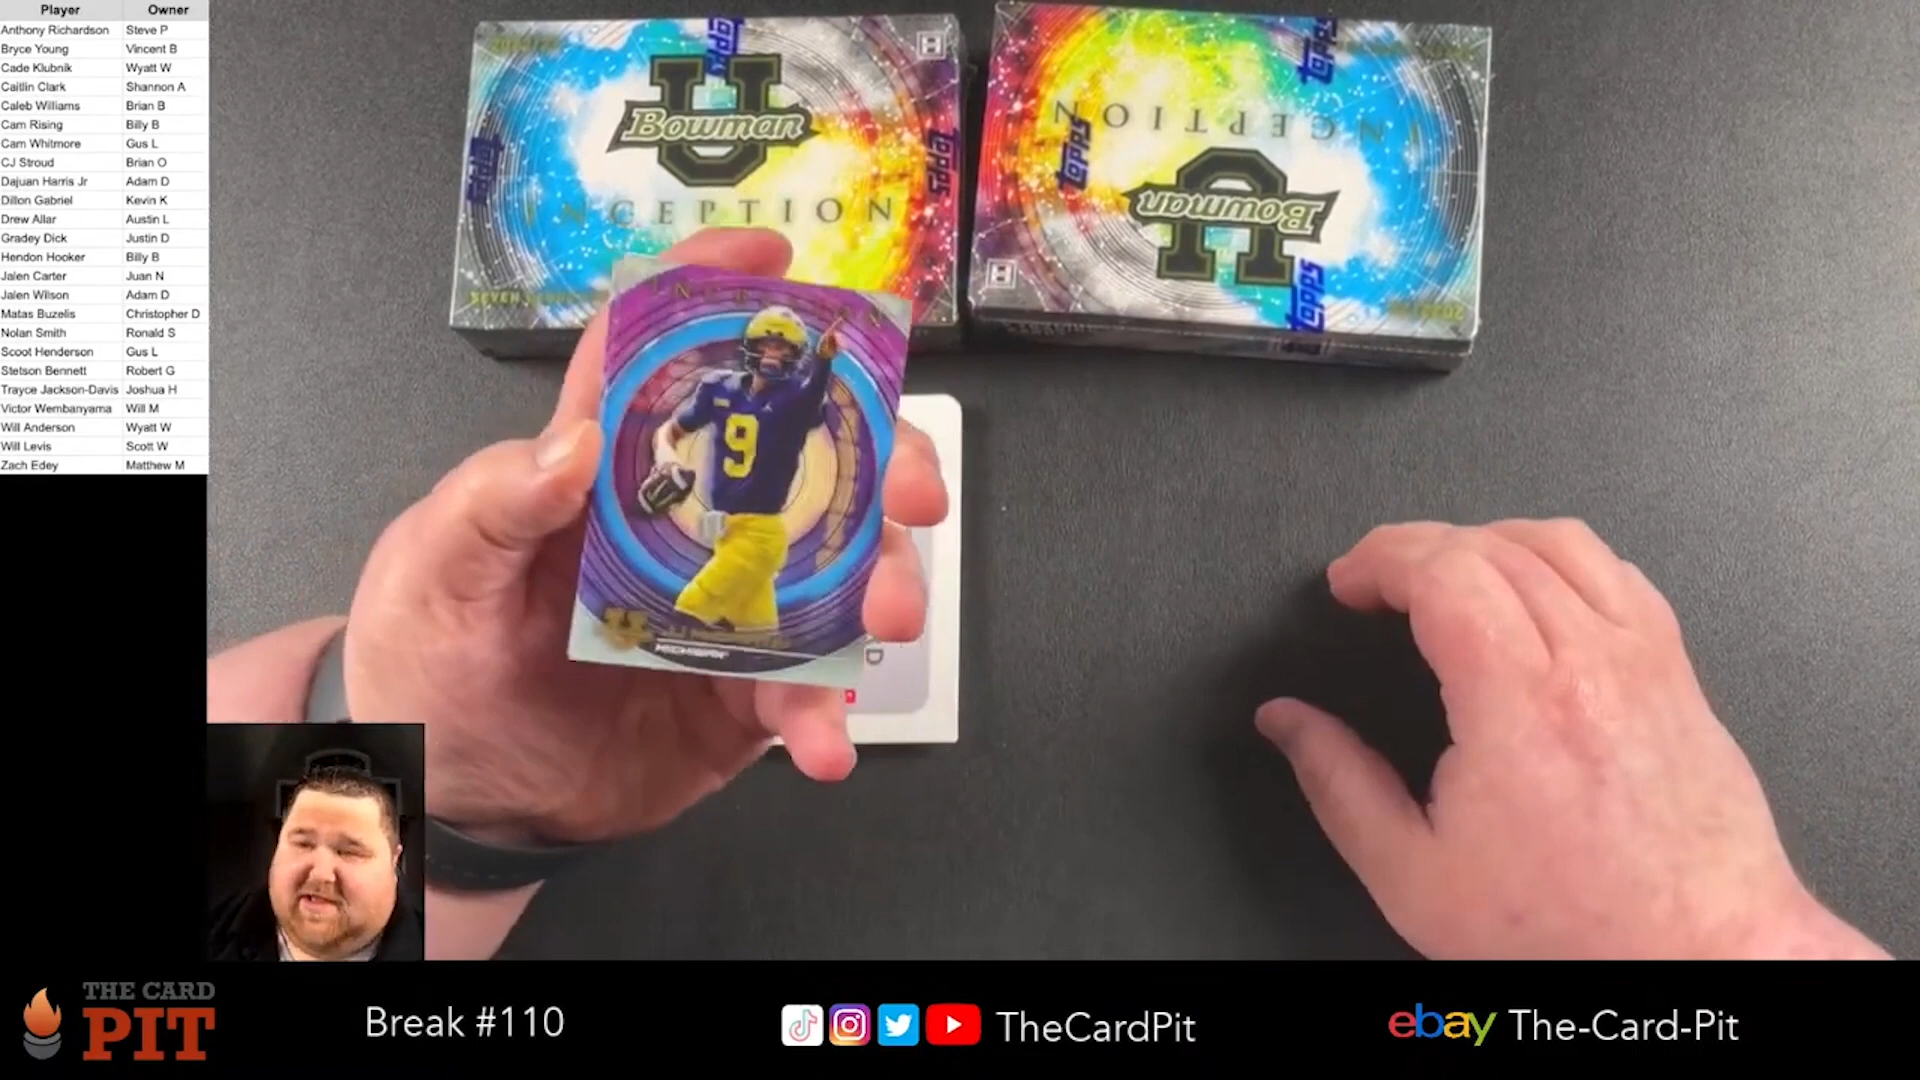 Player Owner
Anthony Richardson Steve P
Bryce Young Vincent B
Cade Klubnik Wyatt W
Caitlin Clark Shannon A
Caleb Williams Brian B
Cam Rising Billy B
Cam Whitmore Gus L
CJ Stroud Brian O
Dajuan Harris Jr Adam D
Dillon Gabriel Kevin K
Drew Allar Austin L
Gradey Dick Justin D
Hendon Hooker Billy B
Jalen Carter Juan N
Jalen Wilson Adam D
Matas Buzelis Christopher D
Nolan Smith Ronald S
Scoot Henderson Gus L
Stetson Bennett Robert G
Trayce Jackson-Davis Joshua H
Victor Wembanyama Will M
Will Anderson Wyatt W
Will Levis Scott W
Zach Edey Matthew M
U
Bowman
INCEPTION
topps
topps
topps
SEVEN
INCEPTION
U
Bowman
topps
topps
topps
INCEPTION
9
MICHIGAN
D
THE CARD
PIT
Break #110
TheCardPit
ebay The-Card-Pit